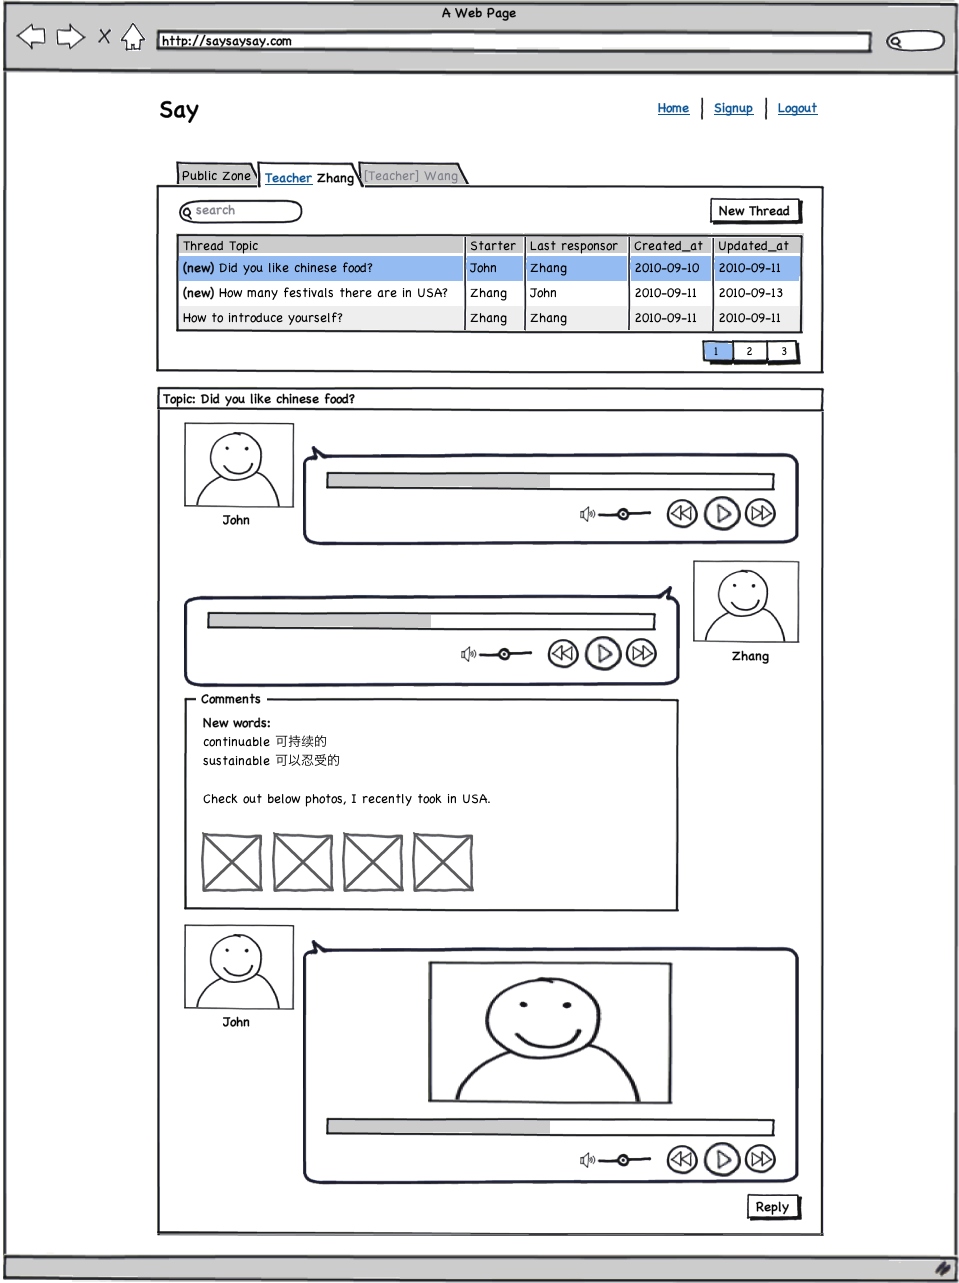 A Web Page
http://saysaysay.com
Say
Home
Signup
Logout
Public Zone
Teacher Zhang
[Teacher] Wang
search
New Thread
Thread Topic Starter Last responsor Created_at Updated_at
(new) Did you like chinese food? John Zhang 2010-09-10 2010-09-11
(new) How many festivals there are in USA? Zhang John 2010-09-11 2010-09-13
How to introduce yourself? Zhang Zhang 2010-09-11 2010-09-11
1 2 3
Topic: Did you like chinese food?
John
Zhang
Comments
New words:
continuable 可持续的
sustainable 可以忍受的
Check out below photos, I recently took in USA.
John
Reply